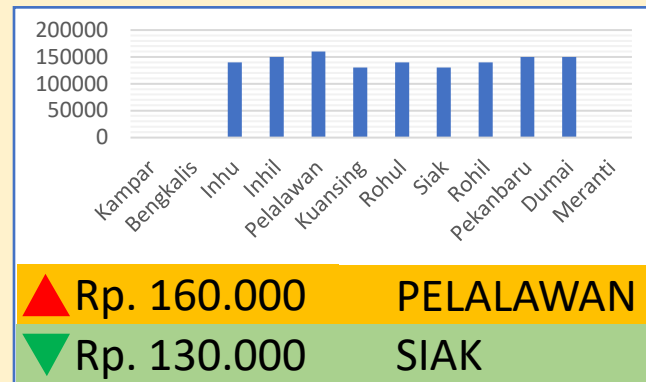 200000
150000
100000
50000
0
Kampar
Bengkalis
Inhu
Inhil
Pelalawan
Kuansing
Rohul
Siak
Rohil
Pekanbaru
Dumai
Meranti
Rp. 160.000 PELALAWAN
Rp. 130.000 SIAK